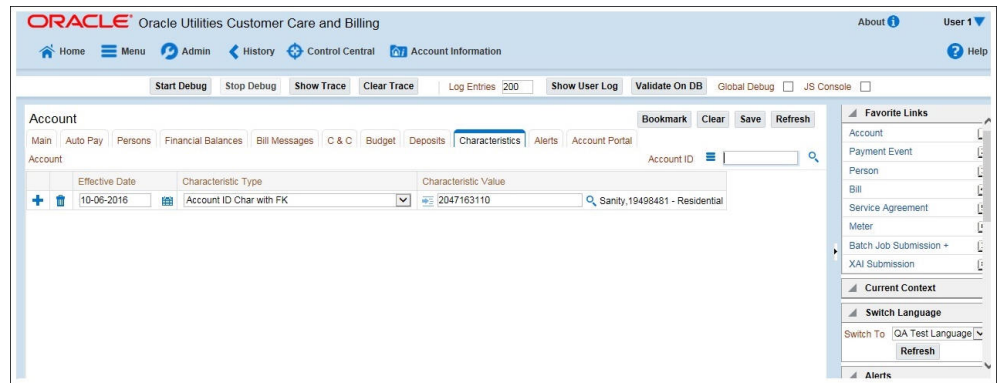 ORACLE® Oracle Utilities Customer Care and Billing
About User 1
Home Menu Admin History Control Central Account Information Help
Start Debug Stop Debug Show Trace Clear Trace Log Entries 200 Show User Log Validate On DB Global Debug JS Console
Account Bookmark Clear Save Refresh
Main Auto Pay Persons Financial Balances Bill Messages C & C Budget Deposits Characteristics Alerts Account Portal
Account Account ID
Effective Date Characteristic Type Characteristic Value
10-06-2016 Account ID Char with FK 2047163110 Sanity,19498481 - Residential
Favorite Links
Account
Payment Event
Person
Bill
Service Agreement
Meter
Batch Job Submission +
XAI Submission
Current Context
Switch Language
Switch To QA Test Language
Refresh
Alerts